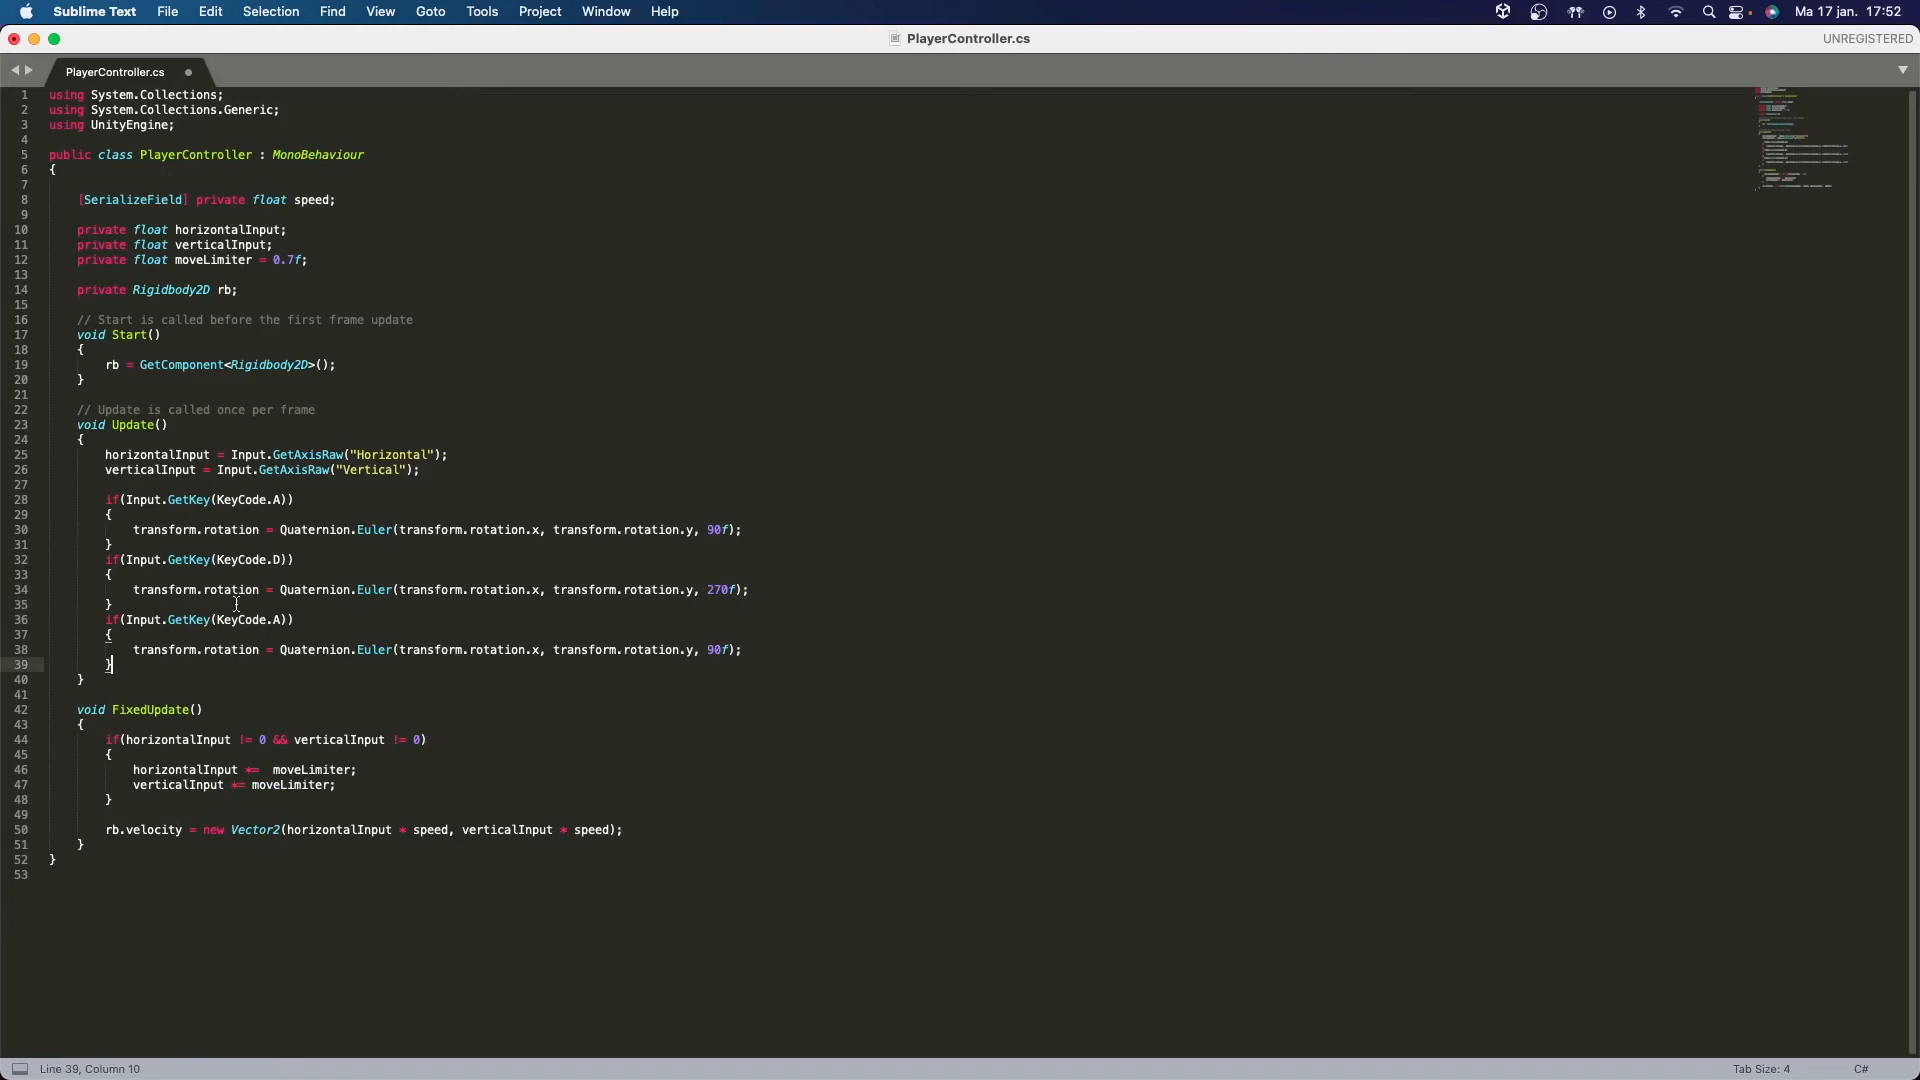 Sublime Text File Edit Selection Find View Goto Tools Project Window Help Ma 17 jan. 17:52
PlayerController.cs UNREGISTERED
PlayerController.cs
1 using System.Collections;
2 using System.Collections.Generic;
3 using UnityEngine;
4
5 public class PlayerController : MonoBehaviour
6 {
7
8 [SerializeField] private float speed;
9
10 private float horizontalInput;
11 private float verticalInput;
12 private float moveLimiter = 0.7f;
13
14 private Rigidbody2D rb;
15
16 // Start is called before the first frame update
17 void Start()
18 {
19 rb = GetComponent<Rigidbody2D>();
20 }
21
22 // Update is called once per frame
23 void Update()
24 {
25 horizontalInput = Input.GetAxisRaw("Horizontal");
26 verticalInput = Input.GetAxisRaw("Vertical");
27
28 if(Input.GetKey(KeyCode.A))
29 {
30 transform.rotation = Quaternion.Euler(transform.rotation.x, transform.rotation.y, 90f);
31 }
32 if(Input.GetKey(KeyCode.D))
33 {
34 transform.rotation = Quaternion.Euler(transform.rotation.x, transform.rotation.y, 270f);
35 }
36 if(Input.GetKey(KeyCode.A))
37 {
38 transform.rotation = Quaternion.Euler(transform.rotation.x, transform.rotation.y, 90f);
39 }
40 }
41
42 void FixedUpdate()
43 {
44 if(horizontalInput != 0 && verticalInput != 0)
45 {
46 horizontalInput *=  moveLimiter;
47 verticalInput *= moveLimiter;
48 }
49
50 rb.velocity = new Vector2(horizontalInput * speed, verticalInput * speed);
51 }
52 }
53
Line 39, Column 10 Tab Size: 4 C#